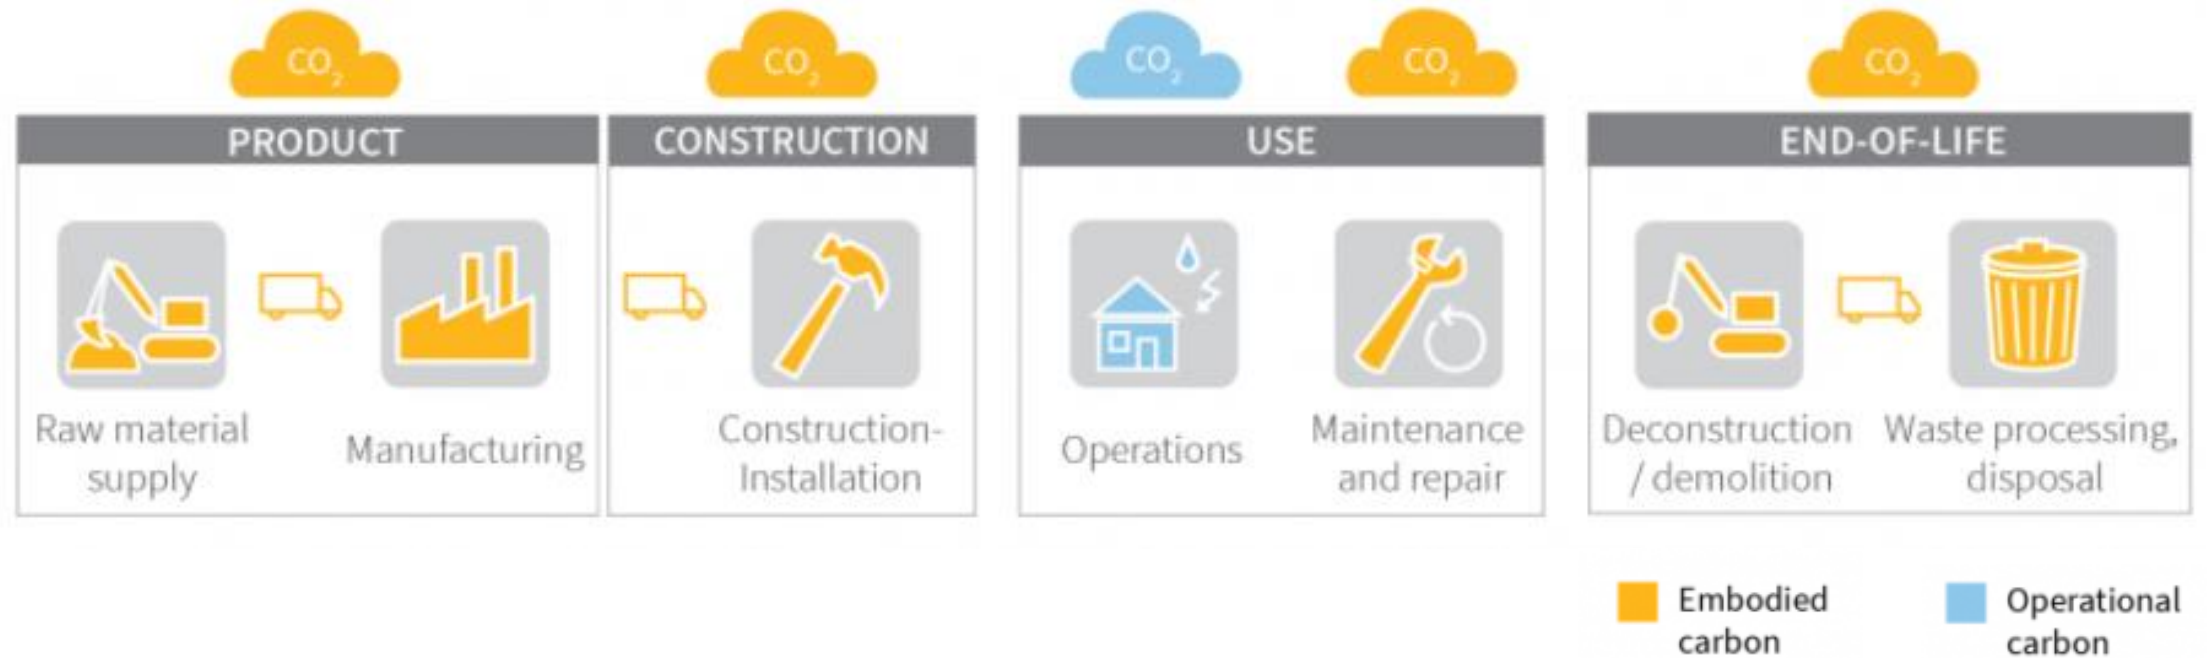 CO₂
CO₂
CO₂
CO₂
CO₂
PRODUCT
CONSTRUCTION
USE
END-OF-LIFE
Raw material
supply
Manufacturing
Construction-
Installation
Operations
Maintenance
and repair
Deconstruction
/ demolition
Waste processing,
disposal
Embodied
carbon
Operational
carbon